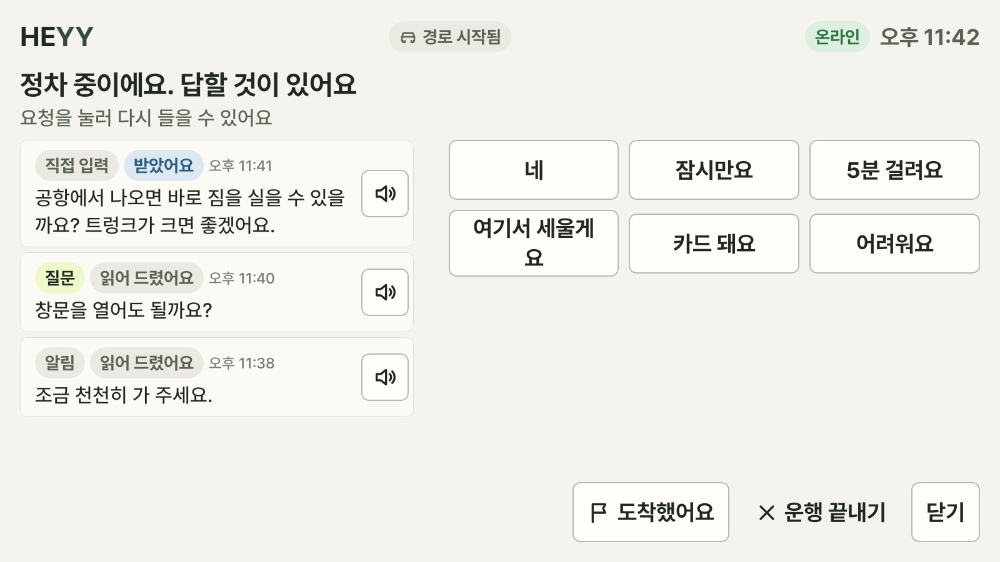 HEYY
경로 시작됨
온라인 오후 11:42
정차 중이에요. 답할 것이 있어요
요청을 눌러 다시 들을 수 있어요
직접 입력 받았어요 오후 11:41
공항에서 나오면 바로 짐을 실을 수 있을
까요? 트렁크가 크면 좋겠어요.
질문 읽어 드렸어요 오후 11:40
창문을 열어도 될까요?
알림 읽어 드렸어요 오후 11:38
조금 천천히 가 주세요.
네
잠시만요
5분 걸려요
여기서 세울게
요
카드 돼요
어려워요
도착했어요
운행 끝내기
닫기